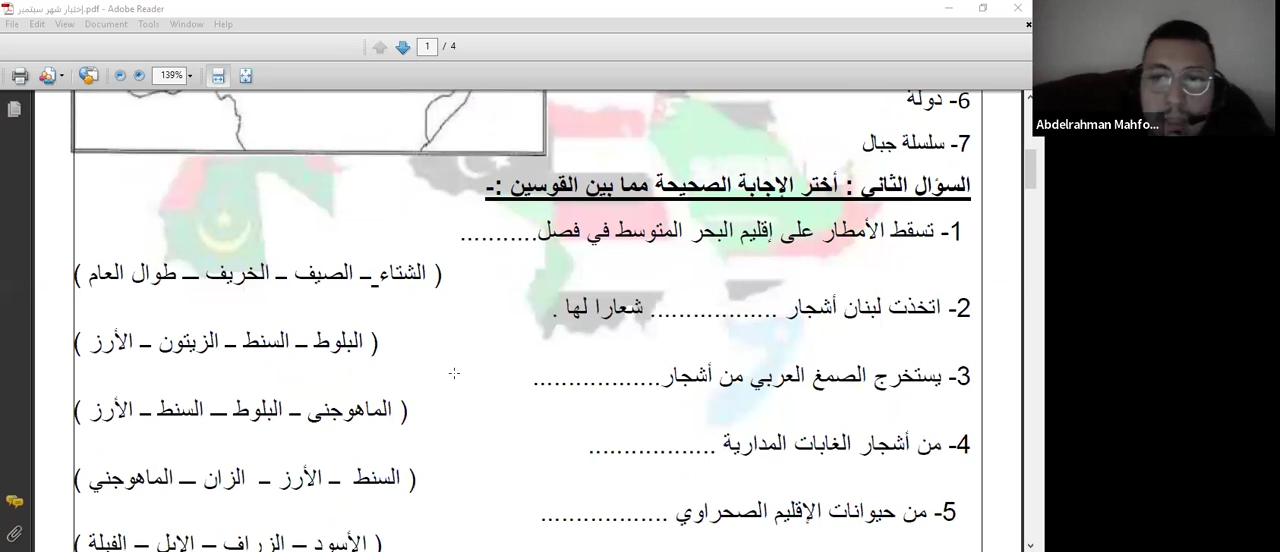 إختبار شهر سبتمبر.pdf - Adobe Reader
File Edit View Document Tools Window Help
1 / 4
139%
Abdelrahman Mahfo...
6- دولة
7- سلسلة جبال
السؤال الثاني : أختر الإجابة الصحيحة مما بين القوسين :-
1- تسقط الأمطار على إقليم البحر المتوسط في فصل...........
( الشتاء – الصيف – الخريف – طوال العام )
2- اتخذت لبنان أشجار .................. شعارا لها .
( البلوط – السنط – الزيتون – الأرز )
3- يستخرج الصمغ العربي من أشجار..................
( الماهوجنى – البلوط – السنط – الأرز )
4- من أشجار الغابات المدارية ..................
( السنط – الأرز – الزان – الماهوجني )
5- من حيوانات الإقليم الصحراوي ..................
( الأسود – الزراف – الإبل – الفيلة )